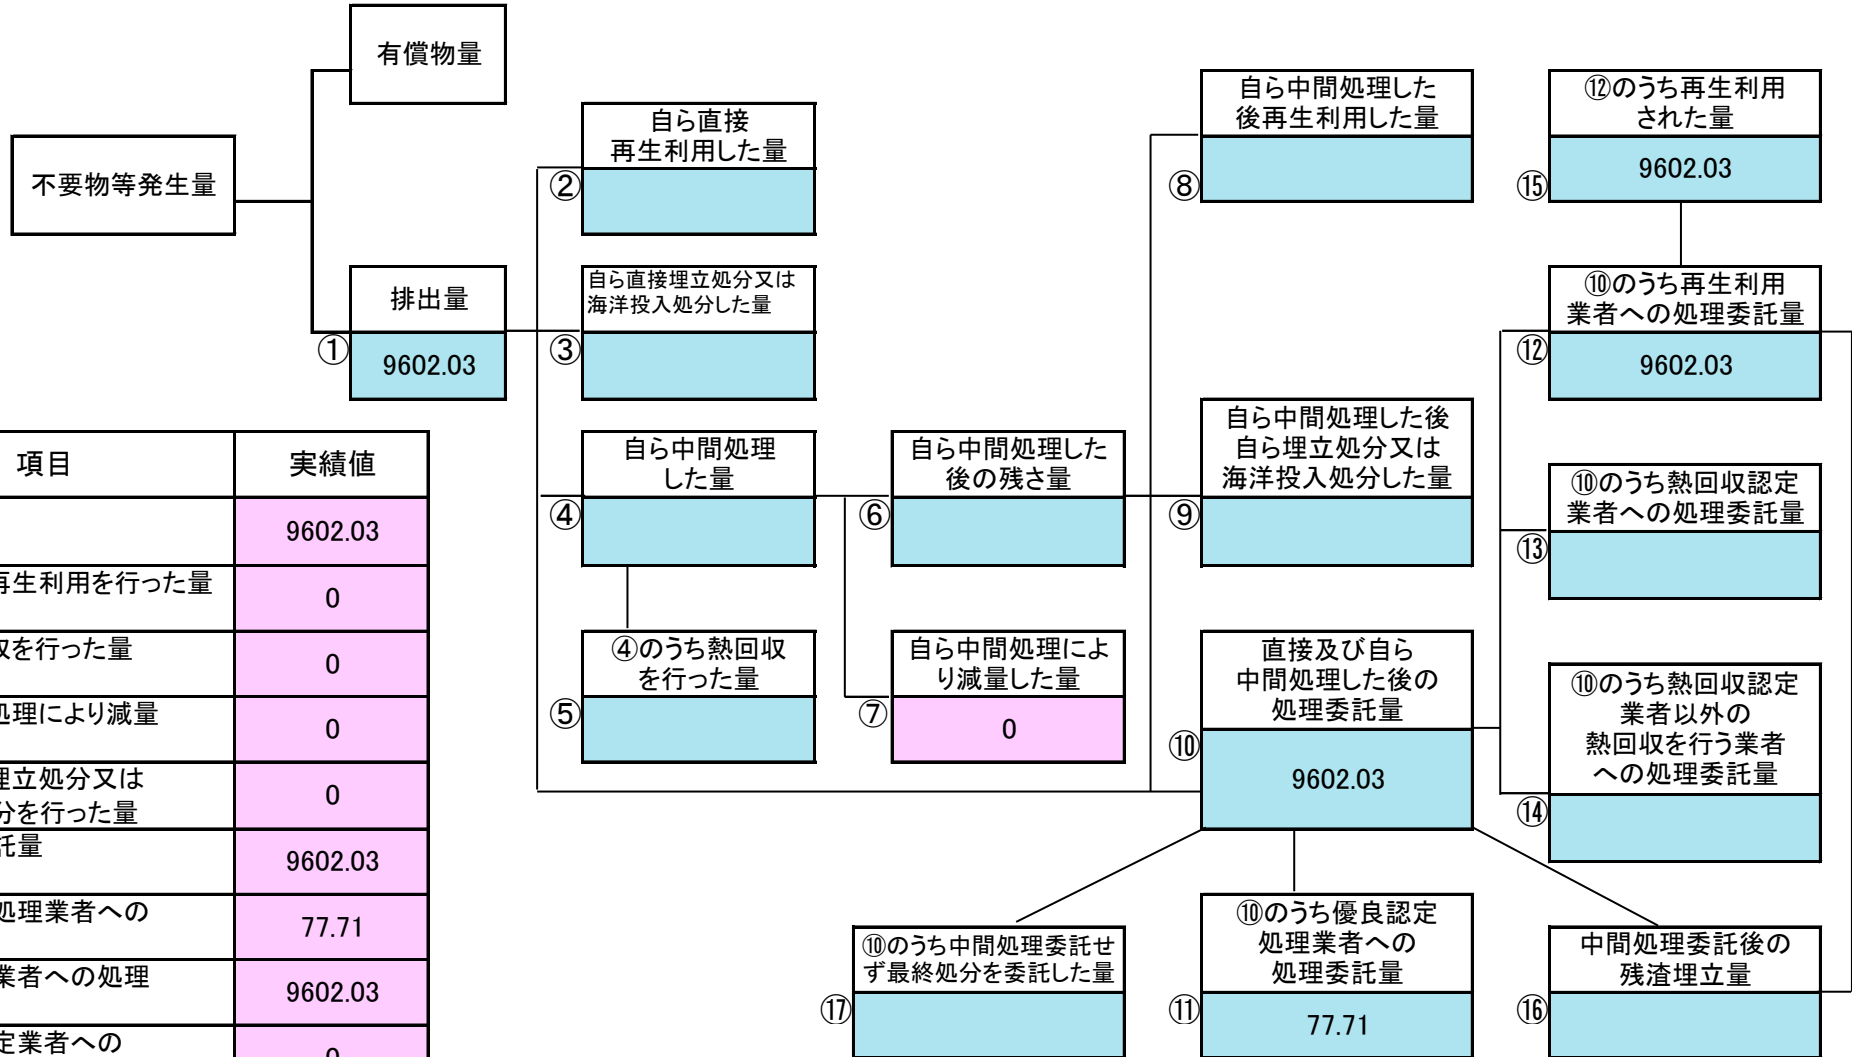 有償物量
不要物等発生量
排出量
①
9602.03
自ら直接
再生利用した量
②
自ら直接埋立処分又は
海洋投入処分した量
③
自ら中間処理
した量
④
④のうち熱回収
を行った量
⑤
自ら中間処理した
後の残さ量
⑥
自ら中間処理によ
り減量した量
⑦
0
自ら中間処理した
後再生利用した量
⑧
自ら中間処理した後
自ら埋立処分又は
海洋投入処分した量
⑨
直接及び自ら
中間処理した後の
処理委託量
⑩
9602.03
⑫のうち再生利用
された量
⑮
9602.03
⑩のうち再生利用
業者への処理委託量
⑫
9602.03
⑩のうち熱回収認定
業者への処理委託量
⑬
⑩のうち熱回収認定
業者以外の
熱回収を行う業者
への処理委託量
⑭
⑩のうち中間処理委託せ
ず最終処分を委託した量
⑰
⑩のうち優良認定
処理業者への
処理委託量
⑪
77.71
中間処理委託後の
残渣埋立量
⑯
項目 実績値
9602.03
再生利用を行った量 0
を行った量 0
処理により減量 0
埋立処分又は
分を行った量 0
託量 9602.03
処理業者への 77.71
業者への処理 9602.03
定業者への 0